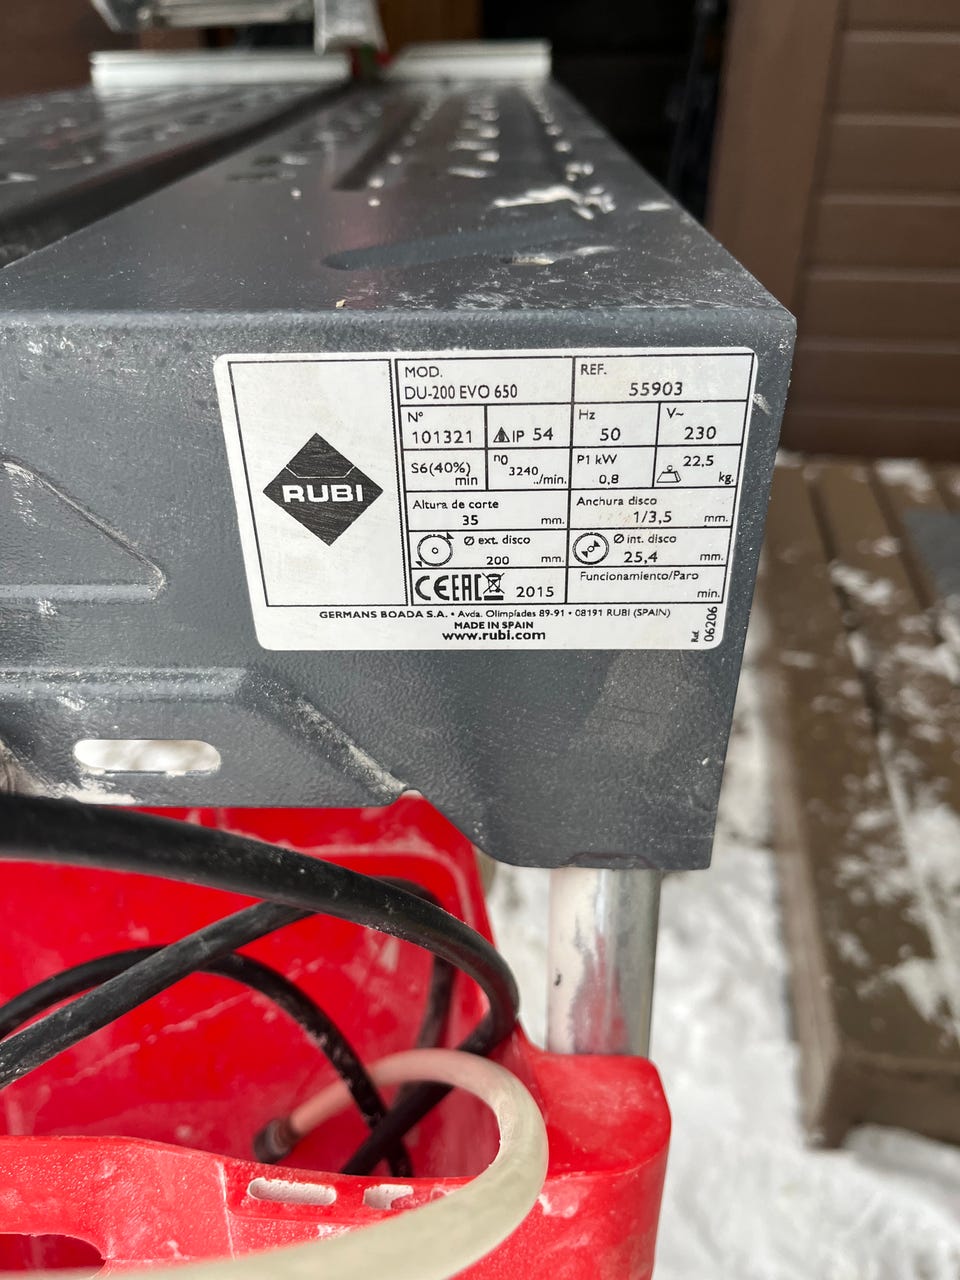 RUBI
MOD.
DU-200 EVO 650
REF.
55903
Nº
101321
IP 54
Hz
50
V~
230
S6(40%)
min
n0
3240
../min.
P1 kW
0,8
22,5
kg.
Altura de corte
35 mm.
Anchura disco
1/3,5 mm.
Ø ext. disco
200 mm.
Ø int. disco
25,4 mm.
CE EAC 2015
Funcionamiento/Paro
min.
GERMANS BOADA S.A. • Avda. Olimpíades 89-91 • 08191 RUBI (SPAIN)
MADE IN SPAIN
www.rubi.com
Ref. 06206